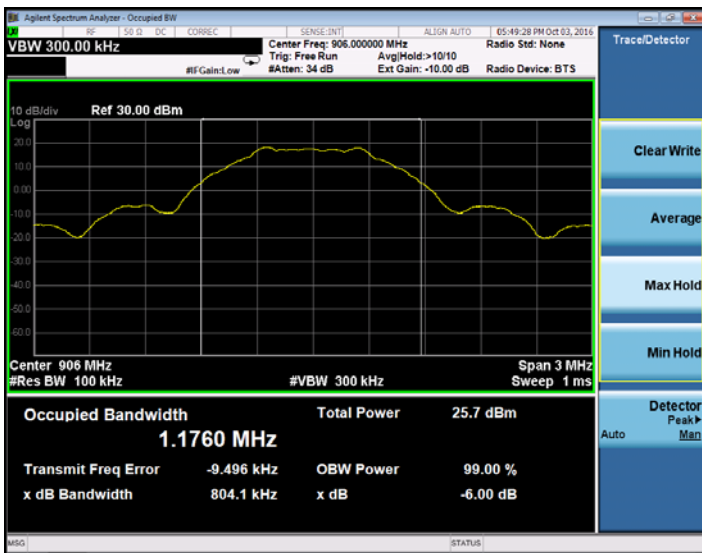 Agilent Spectrum Analyzer - Occupied BW
RF 50 Ω DC CORREC SENSE:INT ALIGN AUTO 05:49:28 PM Oct 03, 2016
VBW 300.00 kHz
Center Freq: 906.000000 MHz Radio Std: None
Trig: Free Run Avg|Hold:>10/10
#IFGain:Low #Atten: 34 dB Ext Gain: -10.00 dB Radio Device: BTS
Trace/Detector
10 dB/div Ref 30.00 dBm
Log
20.0
10.0
0.00
-10.0
-20.0
-30.0
-40.0
-50.0
-60.0
Center 906 MHz Span 3 MHz
#Res BW 100 kHz #VBW 300 kHz Sweep 1 ms
Occupied Bandwidth Total Power 25.7 dBm
1.1760 MHz
Transmit Freq Error -9.496 kHz OBW Power 99.00 %
x dB Bandwidth 804.1 kHz x dB -6.00 dB
Clear Write
Average
Max Hold
Min Hold
Detector
Peak▶
Auto Man
MSG STATUS